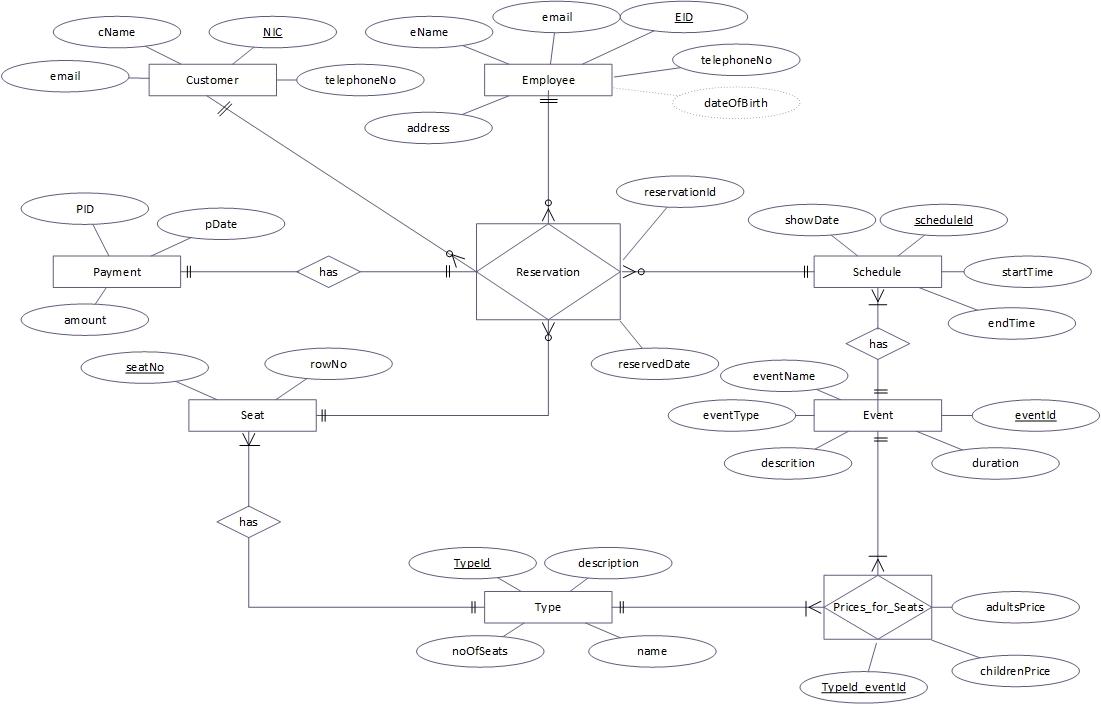 email
EID
cName
NIC
eName
telephoneNo
email
Customer
telephoneNo
Employee
dateOfBirth
address
reservationId
PID
pDate
showDate
scheduleId
Payment
has
Reservation
Schedule
startTime
amount
endTime
has
seatNo
rowNo
reservedDate
eventName
Seat
eventType
Event
eventId
descrition
duration
has
TypeId
description
Type
Prices_for_Seats
adultsPrice
noOfSeats
name
childrenPrice
TypeId_eventId